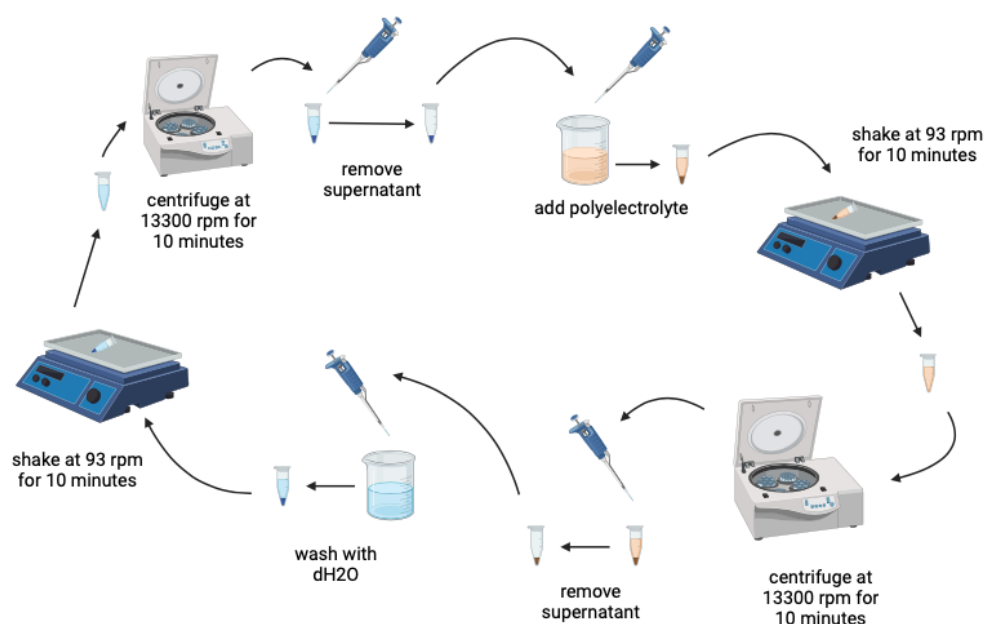 centrifuge at
13300 rpm for
10 minutes
remove
supernatant
add polyelectrolyte
shake at 93 rpm
for 10 minutes
centrifuge at
13300 rpm for
10 minutes
remove
supernatant
wash with
dH2O
shake at 93 rpm
for 10 minutes